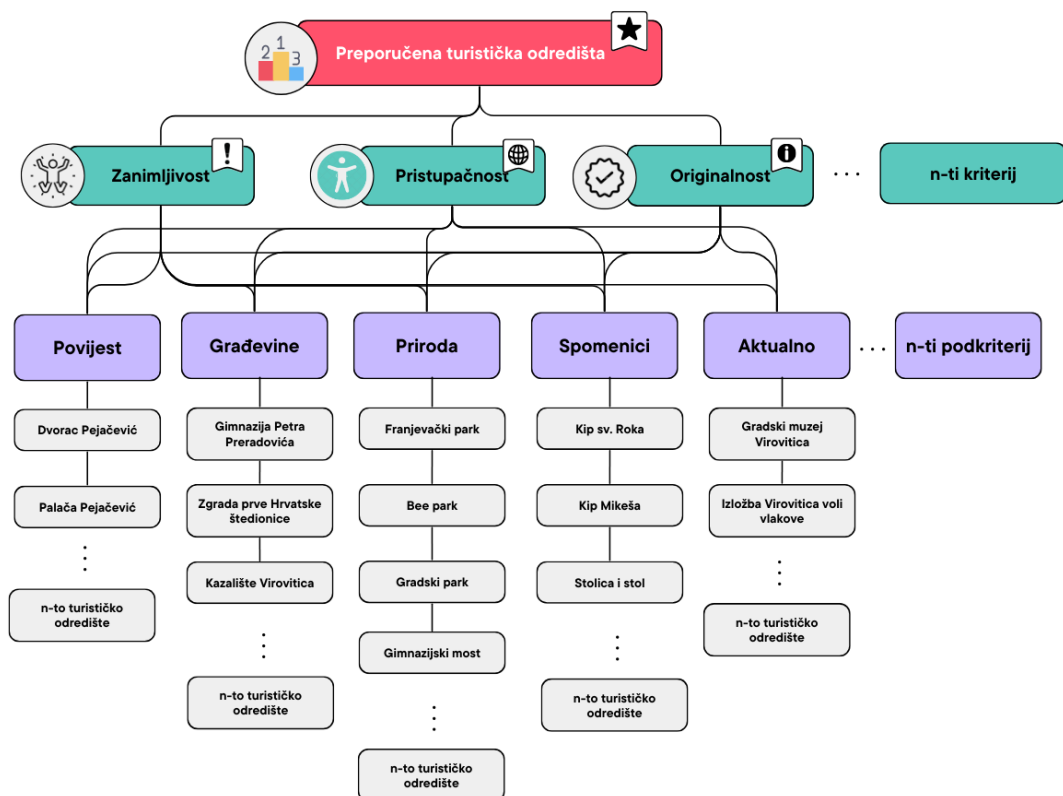 2 1 3
Preporučena turistička odredišta
Zanimljivost
!
Pristupačnost
Originalnost
i
...
n-ti kriterij
Povijest
Građevine
Priroda
Spomenici
Aktualno
...
n-ti podkriterij
Dvorac Pejačević
Gimnazija Petra
Preradovića
Franjevački park
Kip sv. Roka
Gradski muzej
Virovitica
Palača Pejačević
Zgrada prve Hrvatske
štedionice
Bee park
Kip Mikeša
Izložba Virovitica voli
vlakove
Kazalište Virovitica
Gradski park
Stolica i stol
n-to turističko
odredište
n-to turističko
odredište
Gimnazijski most
n-to turističko
odredište
n-to turističko
odredište
n-to turističko
odredište